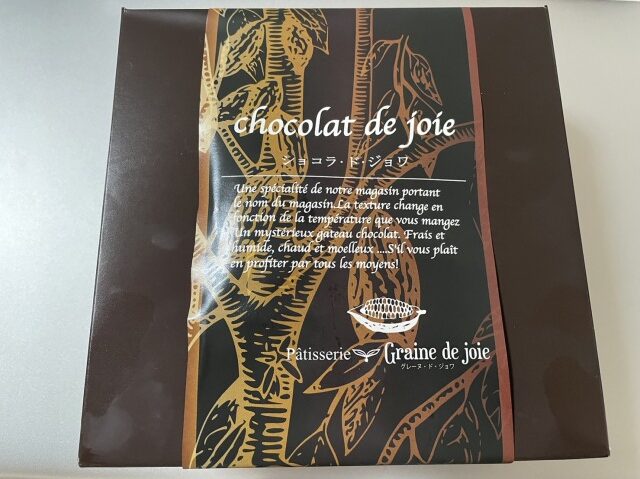 chocolat de joie
ショコラ・ド・ジョワ
Une spécialité de notre magasin portant
le nom du magasin.La texture change en
fonction de la température que vous mangez
Un mystérieux gateau chocolat. Frais et
humide, chaud et moelleux ....S'il vous plaît
en profiter par tous les moyens!
Pâtisserie Graine de joie
グレーヌ・ド・ジョワ